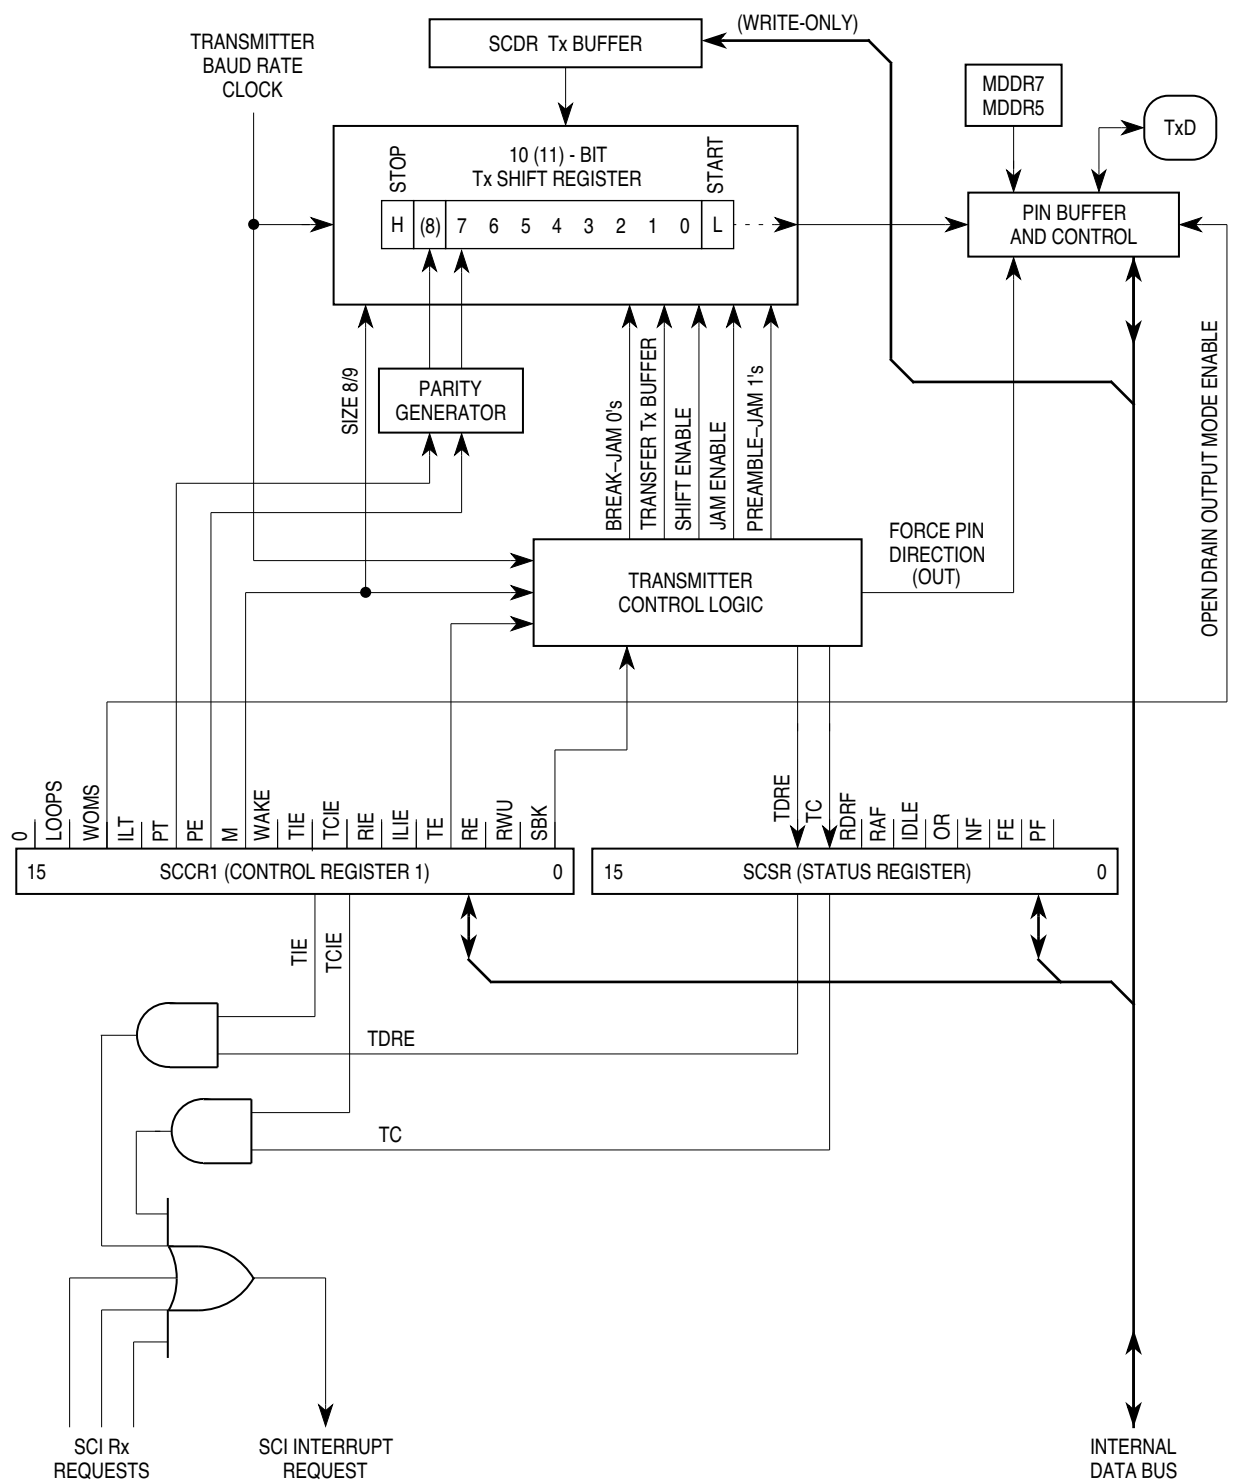 (WRITE-ONLY)
SCDR Tx BUFFER
TRANSMITTER
BAUD RATE
CLOCK
MDDR7
MDDR5
TxD
10 (11) - BIT
Tx SHIFT REGISTER
STOP
START
H (8) 7 6 5 4 3 2 1 0 L
PIN BUFFER
AND CONTROL
OPEN DRAIN OUTPUT MODE ENABLE
SIZE 8/9
PARITY
GENERATOR
BREAK–JAM 0's
TRANSFER Tx BUFFER
SHIFT ENABLE
JAM ENABLE
PREAMBLE–JAM 1's
FORCE PIN
DIRECTION
(OUT)
TRANSMITTER
CONTROL LOGIC
0
LOOPS
WOMS
ILT
PT
PE
M
WAKE
TIE
TCIE
RIE
ILIE
TE
RE
RWU
SBK
TDRE
TC
RDRF
RAF
IDLE
OR
NF
FE
PF
15 SCCR1 (CONTROL REGISTER 1) 0
15 SCSR (STATUS REGISTER) 0
TIE
TCIE
TDRE
TC
SCI Rx
REQUESTS
SCI INTERRUPT
REQUEST
INTERNAL
DATA BUS